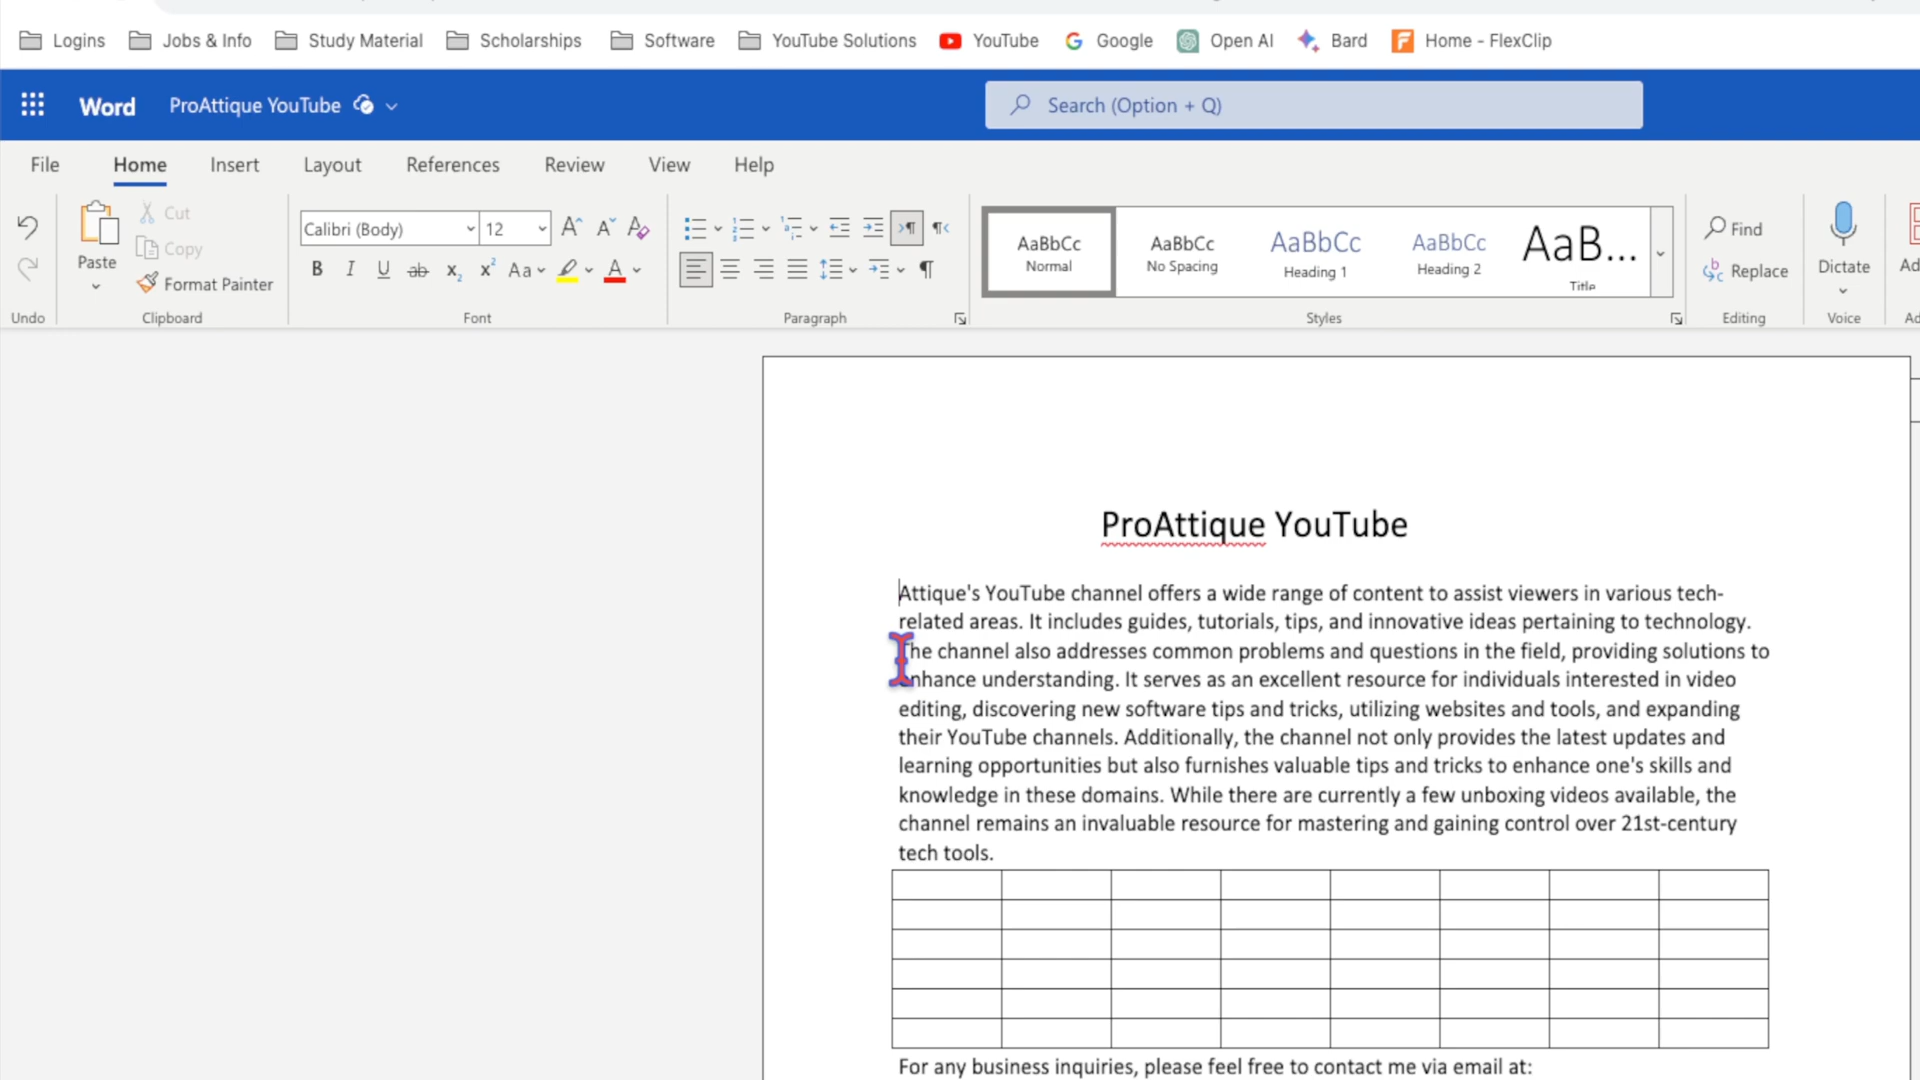 Logins Jobs & Info Study Material Scholarships Software YouTube Solutions YouTube Google Open AI Bard Home - FlexClip
Word ProAttique YouTube Search (Option + Q)
File Home Insert Layout References Review View Help
Paste
Cut
Copy
Format Painter
Calibri (Body) 12
AaBbCc Normal
AaBbCc No Spacing
AaBbCc Heading 1
AaBbCc Heading 2
AaB... Title
Find
Replace
Dictate
Undo Clipboard Font Paragraph Styles Editing Voice
ProAttique YouTube
Attique's YouTube channel offers a wide range of content to assist viewers in various tech-
related areas. It includes guides, tutorials, tips, and innovative ideas pertaining to technology.
The channel also addresses common problems and questions in the field, providing solutions to
enhance understanding. It serves as an excellent resource for individuals interested in video
editing, discovering new software tips and tricks, utilizing websites and tools, and expanding
their YouTube channels. Additionally, the channel not only provides the latest updates and
learning opportunities but also furnishes valuable tips and tricks to enhance one's skills and
knowledge in these domains. While there are currently a few unboxing videos available, the
channel remains an invaluable resource for mastering and gaining control over 21st-century
tech tools.
For any business inquiries, please feel free to contact me via email at: